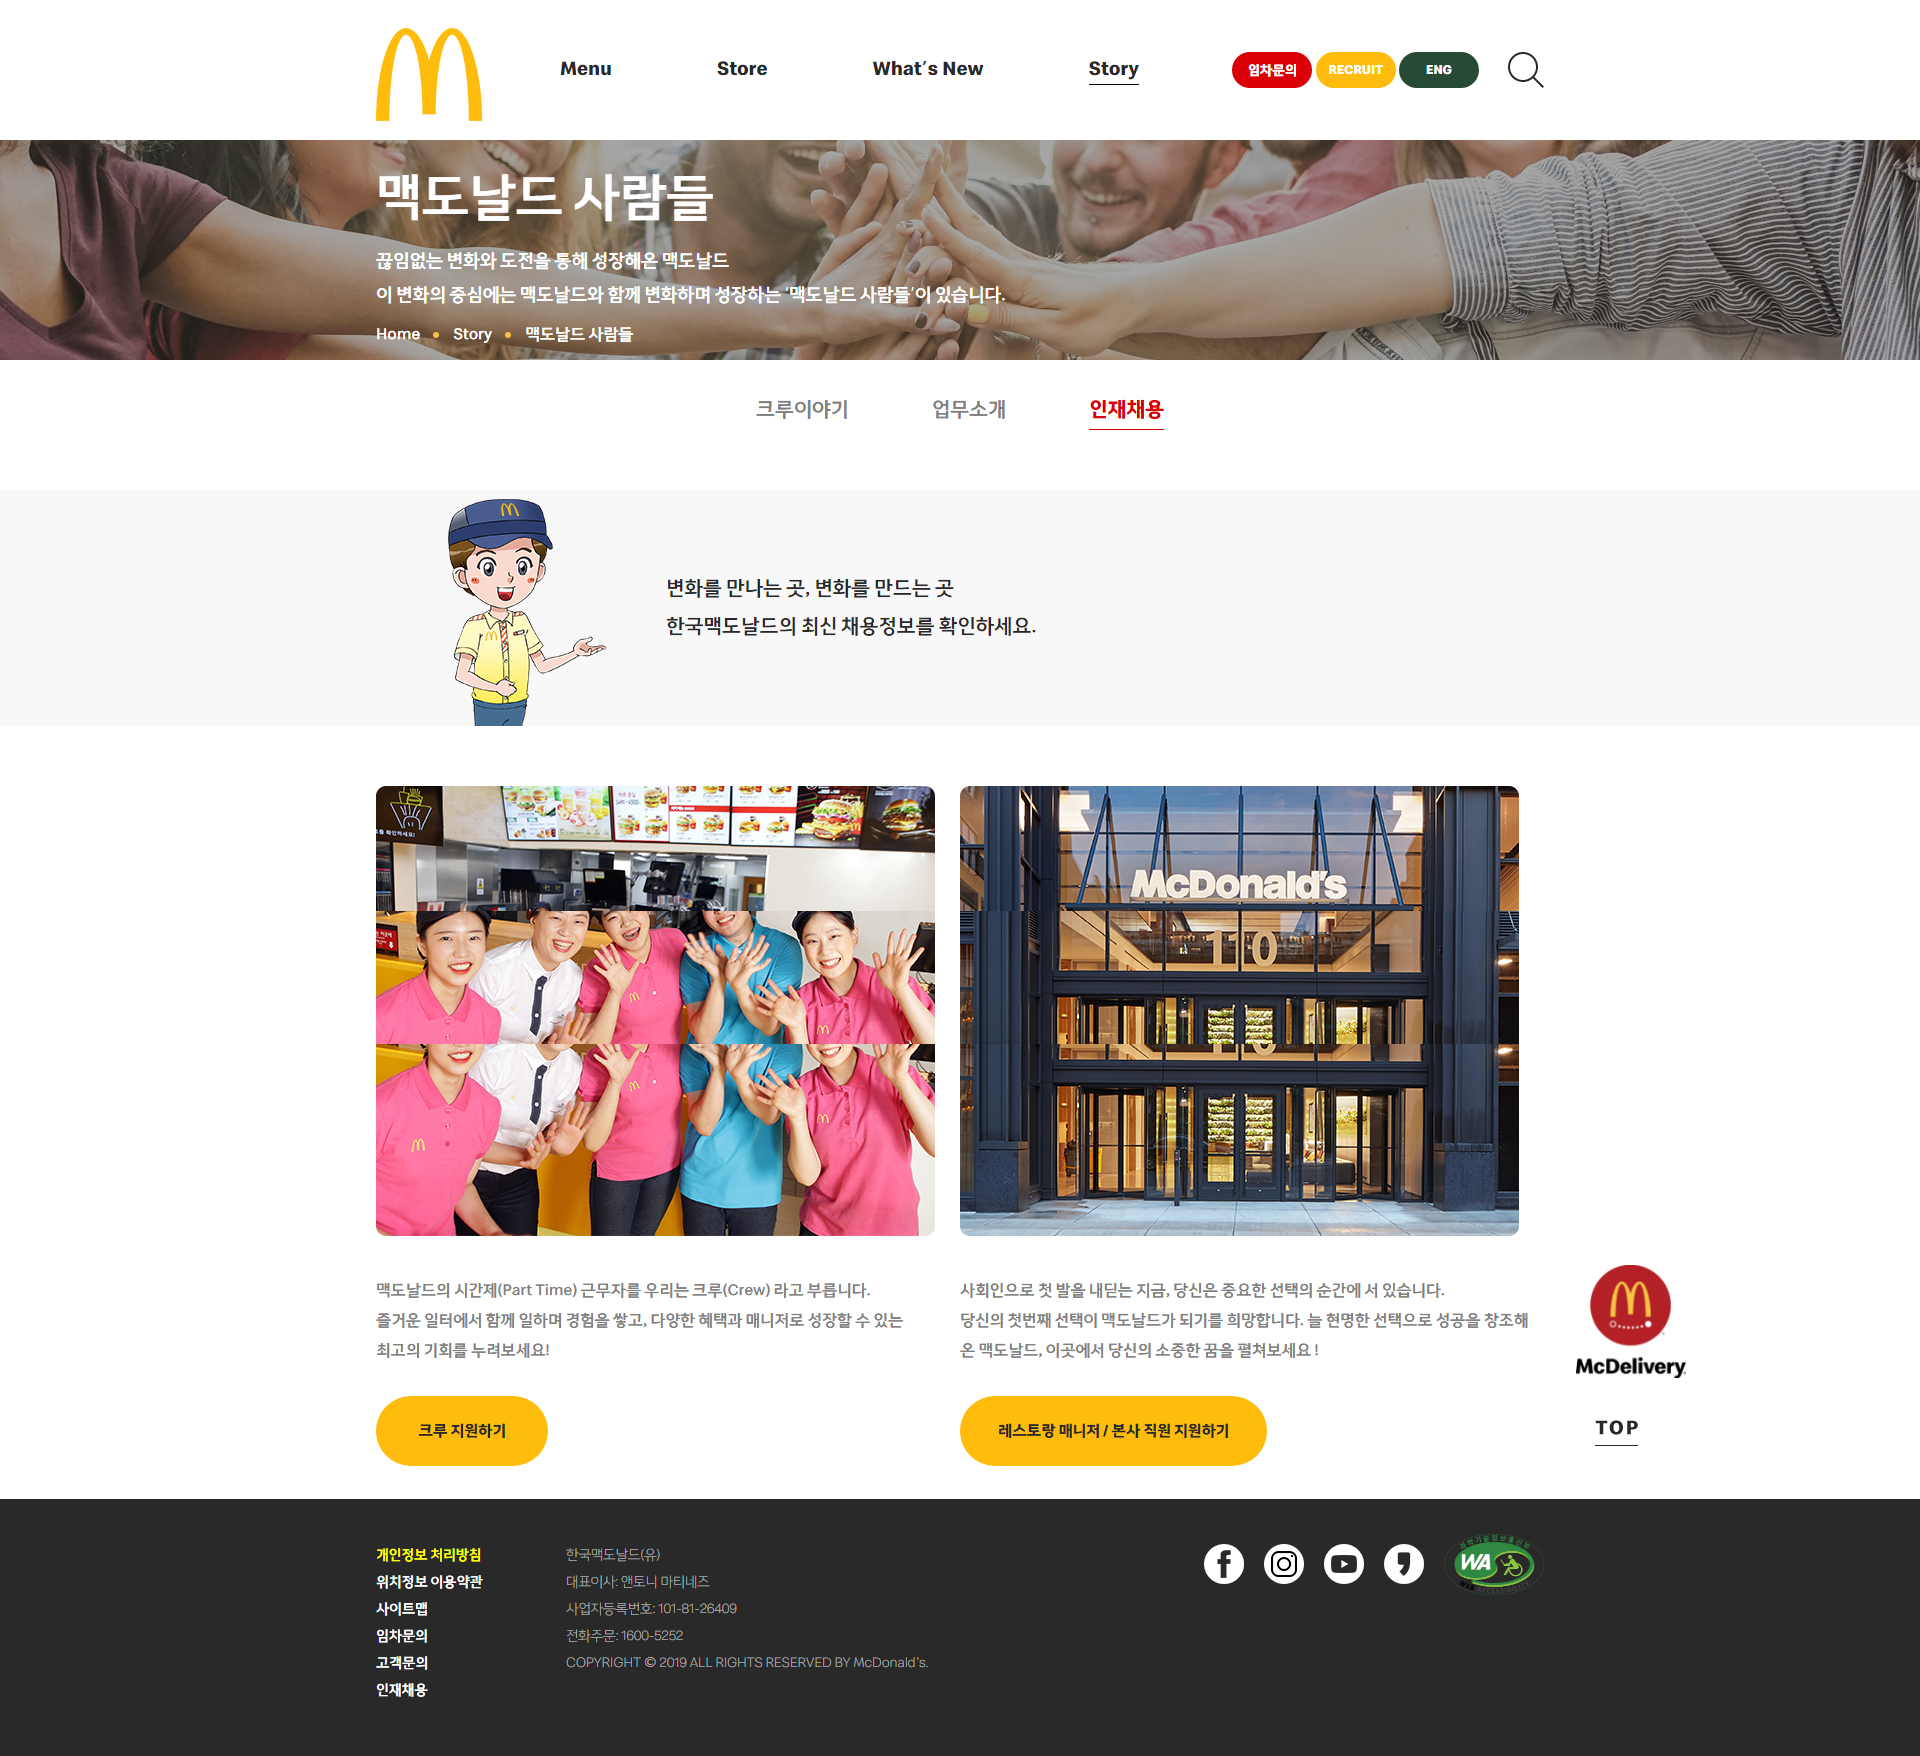 Menu
Store
What's New
Story
임차문의
RECRUIT
ENG
맥도날드 사람들
끊임없는 변화와 도전을 통해 성장해온 맥도날드
이 변화의 중심에는 맥도날드와 함께 변화하며 성장하는 '맥도날드 사람들'이 있습니다.
Home • Story • 맥도날드 사람들
크루이야기
업무소개
인재채용
변화를 만나는 곳, 변화를 만드는 곳
한국맥도날드의 최신 채용정보를 확인하세요.
McDonald's
110
맥도날드의 시간제(Part Time) 근무자를 우리는 크루(Crew) 라고 부릅니다.
즐거운 일터에서 함께 일하며 경험을 쌓고, 다양한 혜택과 매니저로 성장할 수 있는
최고의 기회를 누려보세요!
크루 지원하기
사회인으로 첫 발을 내딛는 지금, 당신은 중요한 선택의 순간에 서 있습니다.
당신의 첫번째 선택이 맥도날드가 되기를 희망합니다. 늘 현명한 선택으로 성공을 창조해
온 맥도날드, 이곳에서 당신의 소중한 꿈을 펼쳐보세요 !
레스토랑 매니저 / 본사 직원 지원하기
McDelivery
TOP
개인정보 처리방침
위치정보 이용약관
사이트맵
임차문의
고객문의
인재채용
한국맥도날드(유)
대표이사: 앤토니 마티네즈
사업자등록번호: 101-81-26409
전화주문: 1600-5252
COPYRIGHT © 2019 ALL RIGHTS RESERVED BY McDonald's.
과학기술정보통신부
WA
WEB ACCESSIBILITY